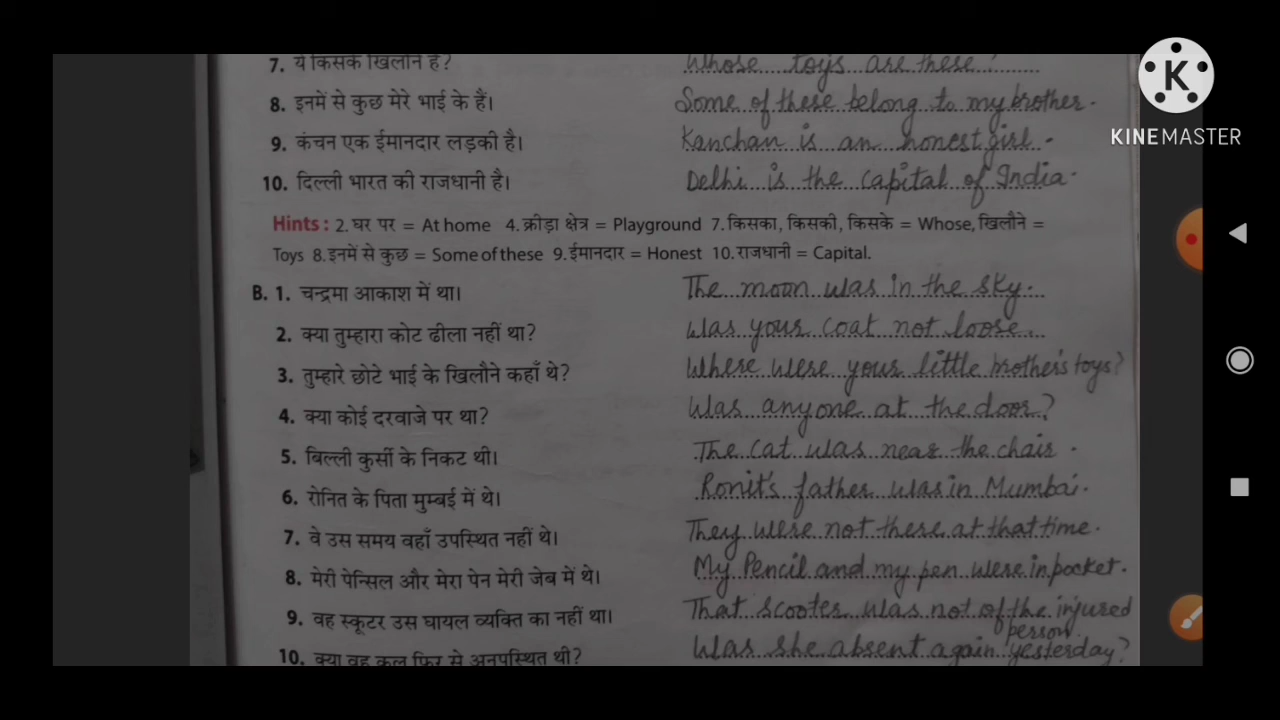 7. ये किसके खिलौने हैं? Whose toys are these?
8. इनमें से कुछ मेरे भाई के हैं। Some of these belong to my brother.
KINEMASTER
9. कंचन एक ईमानदार लड़की है। Kanchan is an honest girl.
10. दिल्ली भारत की राजधानी है। Delhi is the capital of India.
Hints : 2. घर पर = At home 4. क्रीड़ा क्षेत्र = Playground 7. किसका, किसकी, किसके = Whose, खिलौने =
Toys 8. इनमें से कुछ = Some of these 9. ईमानदार = Honest 10. राजधानी = Capital.
B. 1. चन्द्रमा आकाश में था। The moon was in the sky.
2. क्या तुम्हारा कोट ढीला नहीं था? Was your coat not loose.
3. तुम्हारे छोटे भाई के खिलौने कहाँ थे? Where were your little brother's toys?
4. क्या कोई दरवाजे पर था? Was anyone at the door?
5. बिल्ली कुर्सी के निकट थी। The cat was near the chair.
6. रोनित के पिता मुम्बई में थे। Ronit's father was in Mumbai.
7. वे उस समय वहाँ उपस्थित नहीं थे। They were not there at that time.
8. मेरी पेन्सिल और मेरा पेन मेरी जेब में थे। My Pencil and my pen were in pocket.
9. वह स्कूटर उस घायल व्यक्ति का नहीं था। That scooter was not of the injured
person.
10. क्या वह कल फिर से अनुपस्थित थी? Was she absent again yesterday?